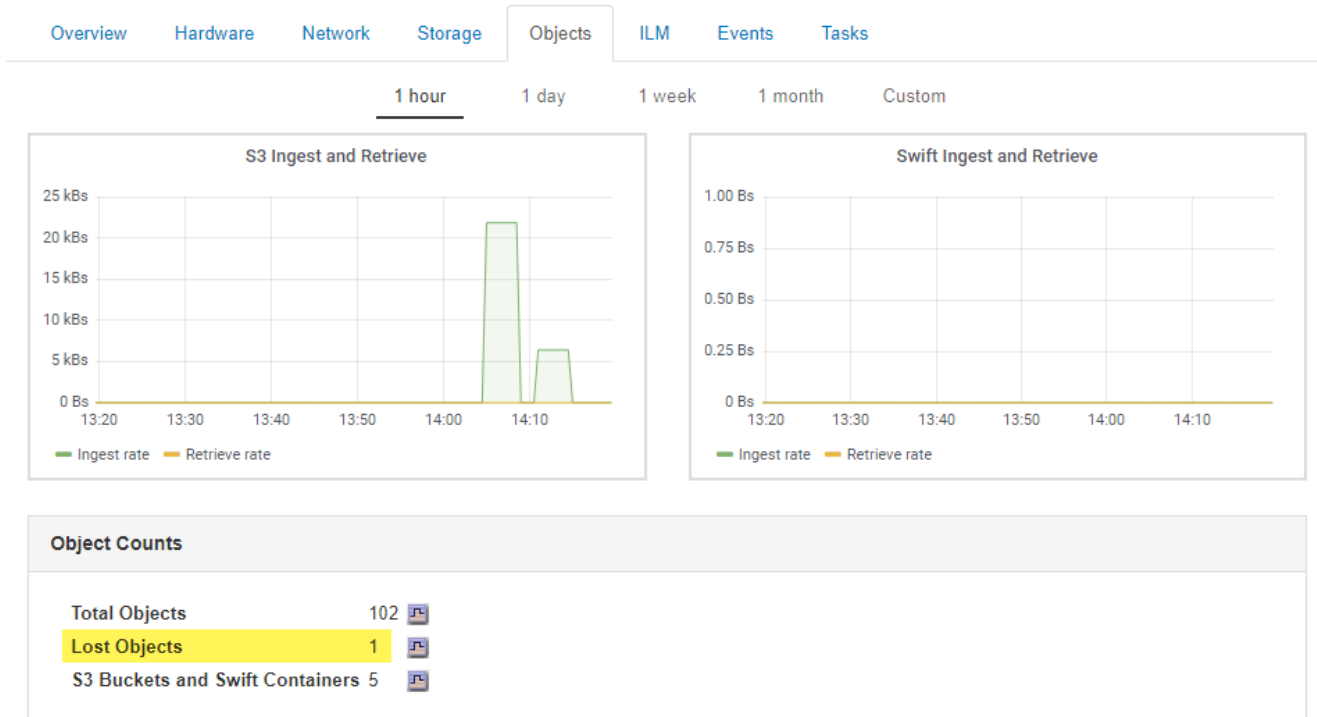 Overview Hardware Network Storage Objects ILM Events Tasks
1 hour 1 day 1 week 1 month Custom
S3 Ingest and Retrieve
25 kBs
20 kBs
15 kBs
10 kBs
5 kBs
0 Bs
13:20 13:30 13:40 13:50 14:00 14:10
Ingest rate Retrieve rate
Swift Ingest and Retrieve
1.00 Bs
0.75 Bs
0.50 Bs
0.25 Bs
0 Bs
13:20 13:30 13:40 13:50 14:00 14:10
Ingest rate Retrieve rate
Object Counts
Total Objects 102
Lost Objects 1
S3 Buckets and Swift Containers 5